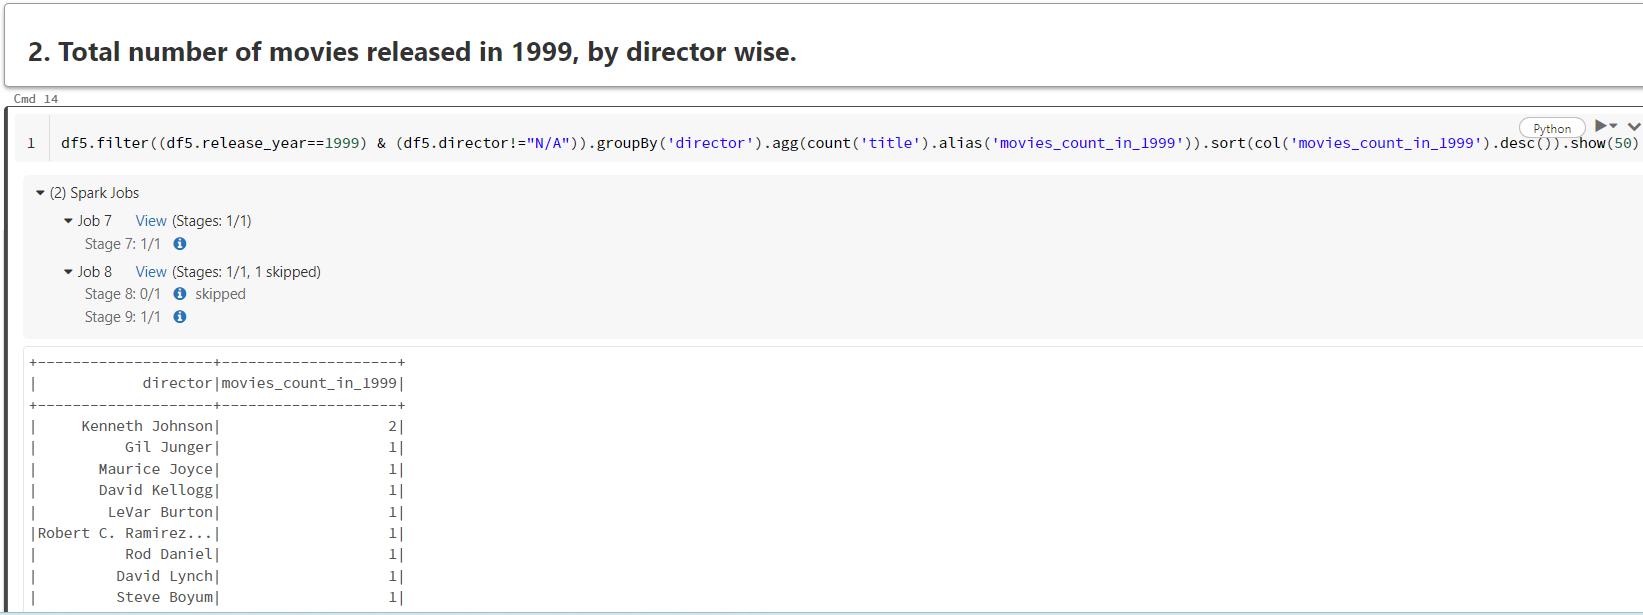 2. Total number of movies released in 1999, by director wise.
Cmd 14
Python
1 df5.filter((df5.release_year==1999) & (df5.director!="N/A")).groupBy('director').agg(count('title').alias('movies_count_in_1999')).sort(col('movies_count_in_1999').desc()).show(50)
(2) Spark Jobs
Job 7 View (Stages: 1/1)
Stage 7: 1/1
Job 8 View (Stages: 1/1, 1 skipped)
Stage 8: 0/1 skipped
Stage 9: 1/1
+--------------------+--------------------+
|            director|movies_count_in_1999|
+--------------------+--------------------+
|     Kenneth Johnson|                   2|
|          Gil Junger|                   1|
|       Maurice Joyce|                   1|
|       David Kellogg|                   1|
|        LeVar Burton|                   1|
|Robert C. Ramirez...|                   1|
|          Rod Daniel|                   1|
|         David Lynch|                   1|
|         Steve Boyum|                   1|